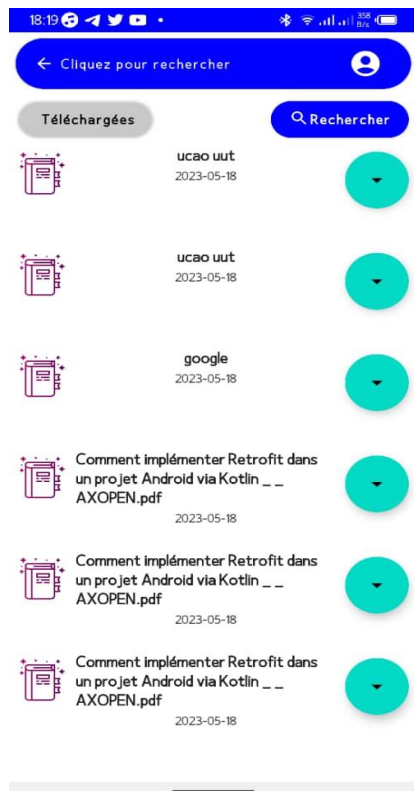 18:19 358 B/s
Cliquez pour rechercher
Téléchargées Rechercher
ucao uut
2023-05-18
ucao uut
2023-05-18
google
2023-05-18
Comment implémenter Retrofit dans
un projet Android via Kotlin _ _
AXOPEN.pdf
2023-05-18
Comment implémenter Retrofit dans
un projet Android via Kotlin _ _
AXOPEN.pdf
2023-05-18
Comment implémenter Retrofit dans
un projet Android via Kotlin _ _
AXOPEN.pdf
2023-05-18